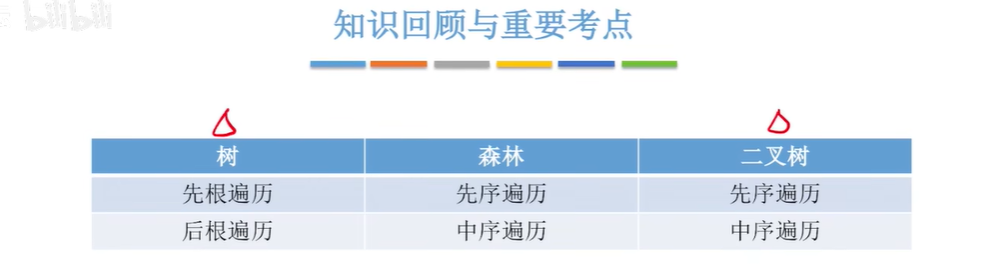 bilibili
知识回顾与重要考点
树 森林 二叉树
先根遍历 先序遍历 先序遍历
后根遍历 中序遍历 中序遍历